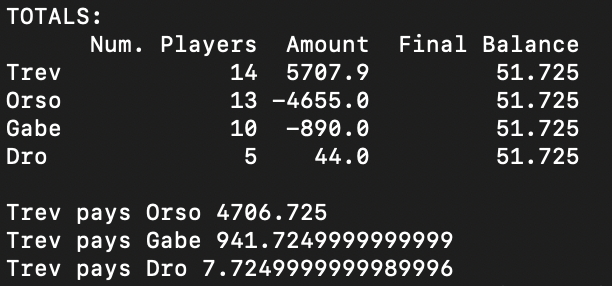 TOTALS:
Num. Players Amount Final Balance
Trev 14 5707.9 51.725
Orso 13 -4655.0 51.725
Gabe 10 -890.0 51.725
Dro 5 44.0 51.725
Trev pays Orso 4706.725
Trev pays Gabe 941.7249999999999
Trev pays Dro 7.7249999999989996